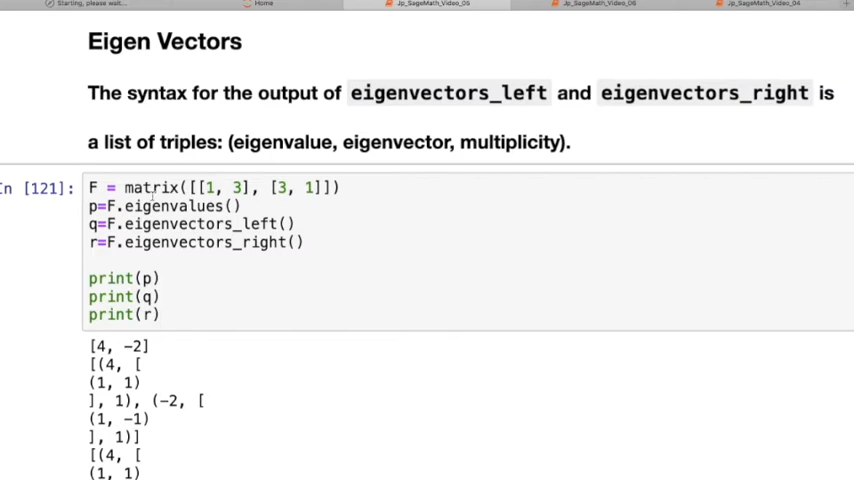 Starting, please wait...
Home
Jp_SageMath_Video_05
Jp_SageMath_Video_06
Jp_SageMath_Video_04
Eigen Vectors
The syntax for the output of eigenvectors_left and eigenvectors_right is
a list of triples: (eigenvalue, eigenvector, multiplicity).
n [121]:
F = matrix([[1, 3], [3, 1]])
p=F.eigenvalues()
q=F.eigenvectors_left()
r=F.eigenvectors_right()
print(p)
print(q)
print(r)
[4, -2]
[(4, [
(1, 1)
], 1), (-2, [
(1, -1)
], 1)]
[(4, [
(1, 1)